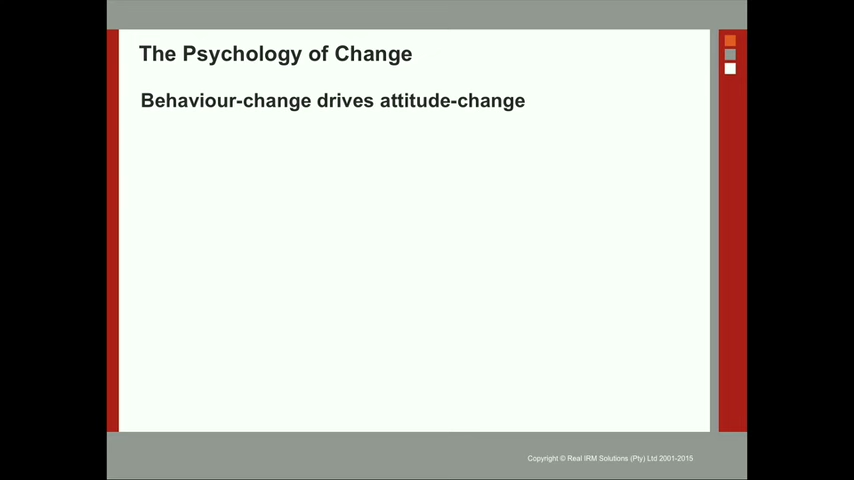 The Psychology of Change
Behaviour-change drives attitude-change
Copyright © Real IRM Solutions (Pty) Ltd 2001-2015